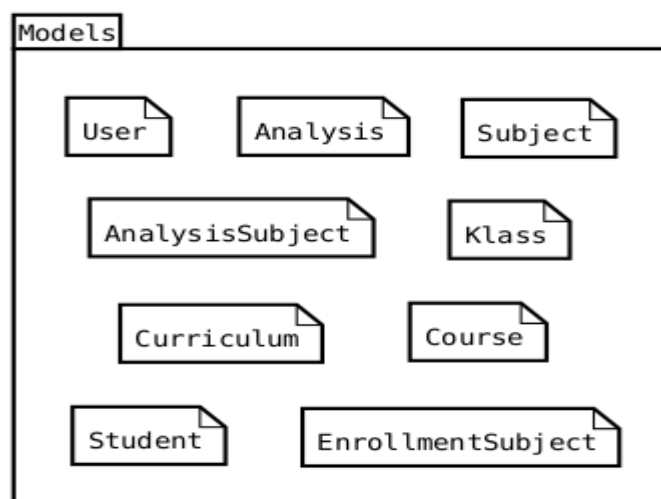 Models
User
Analysis
Subject
AnalysisSubject
Klass
Curriculum
Course
Student
EnrollmentSubject